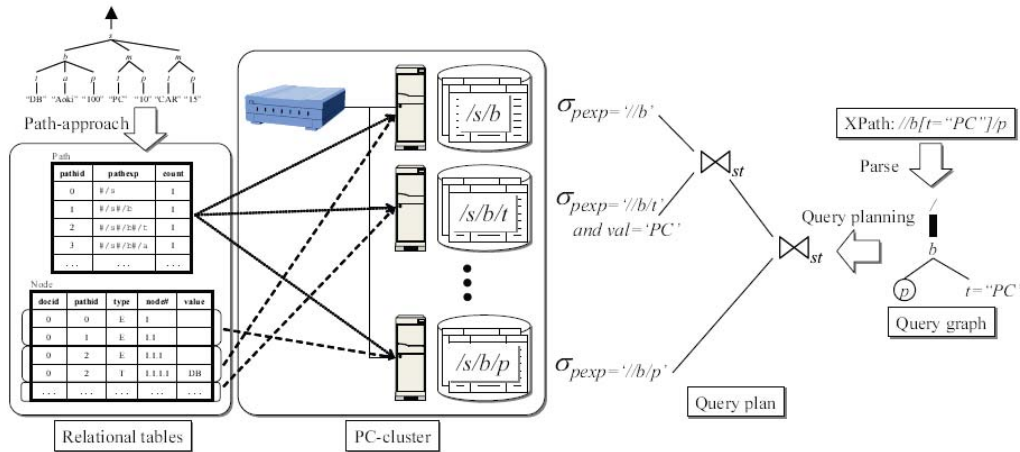 s
b m m
t a p t p t p
"DB" "Aoki" "100" "PC" "10" "CAR" "15"
Path-approach
Path
pathid pathexp count
0 #/s 1
1 #/s#/b 1
2 #/s#/b#/t 1
3 #/s#/b#/a 1
... ... ...
Node
docid pathid type node# value
0 0 E 1
0 1 E 1.1
0 2 E 1.1.1
0 2 T 1.1.1.1 DB
... ... ... ... ...
Relational tables
/s/b
/s/b/t
/s/b/p
PC-cluster
σpexp='//b'
σpexp='//b/t'
and val='PC'
σpexp='//b/p'
st
st
Query plan
XPath: //b[t="PC"]/p
Parse
Query planning
/
b
p t="PC"
Query graph